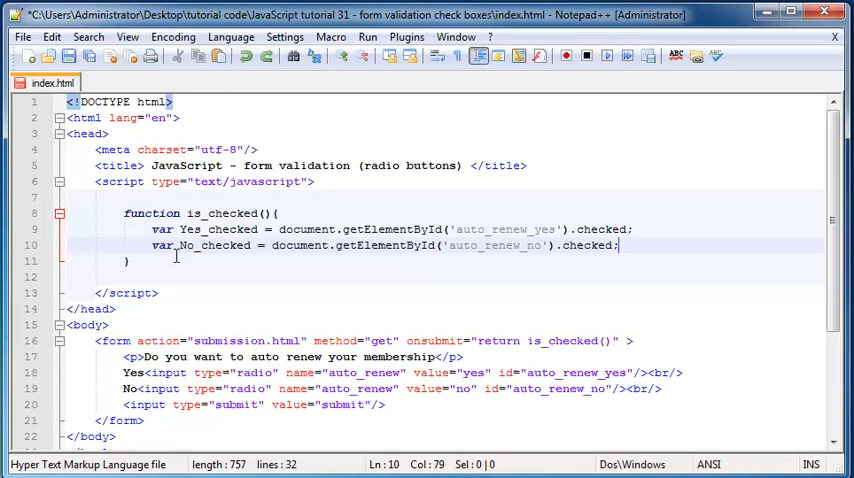 *C:\Users\Administrator\Desktop\tutorial code\JavaScript tutorial 31 - form validation check boxes\index.html - Notepad++ [Administrator]
File Edit Search View Encoding Language Settings Macro Run Plugins Window ? X
index.html
1 <!DOCTYPE html>
2 <html lang="en">
3 <head>
4 <meta charset="utf-8"/>
5 <title> JavaScript - form validation (radio buttons) </title>
6 <script type="text/javascript">
7
8 function is_checked(){
9 var Yes_checked = document.getElementById('auto_renew_yes').checked;
10 var No_checked = document.getElementById('auto_renew_no').checked;
11 }
12
13 </script>
14 </head>
15 <body>
16 <form action="submission.html" method="get" onsubmit="return is_checked()" >
17 <p>Do you want to auto renew your membership</p>
18 Yes<input type="radio" name="auto_renew" value="yes" id="auto_renew_yes"/><br/>
19 No<input type="radio" name="auto_renew" value="no" id="auto_renew_no"/><br/>
20 <input type="submit" value="submit"/>
21 </form>
22 </body>
Hyper Text Markup Language file length : 757 lines : 32 Ln : 10 Col : 79 Sel : 0 | 0 Dos\Windows ANSI INS